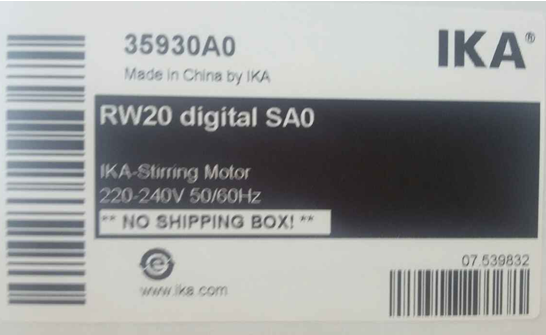 35930A0
IKA®
Made in China by IKA
RW20 digital SA0
IKA-Stirring Motor
220-240V 50/60Hz
** NO SHIPPING BOX! **
www.ika.com
07.539832